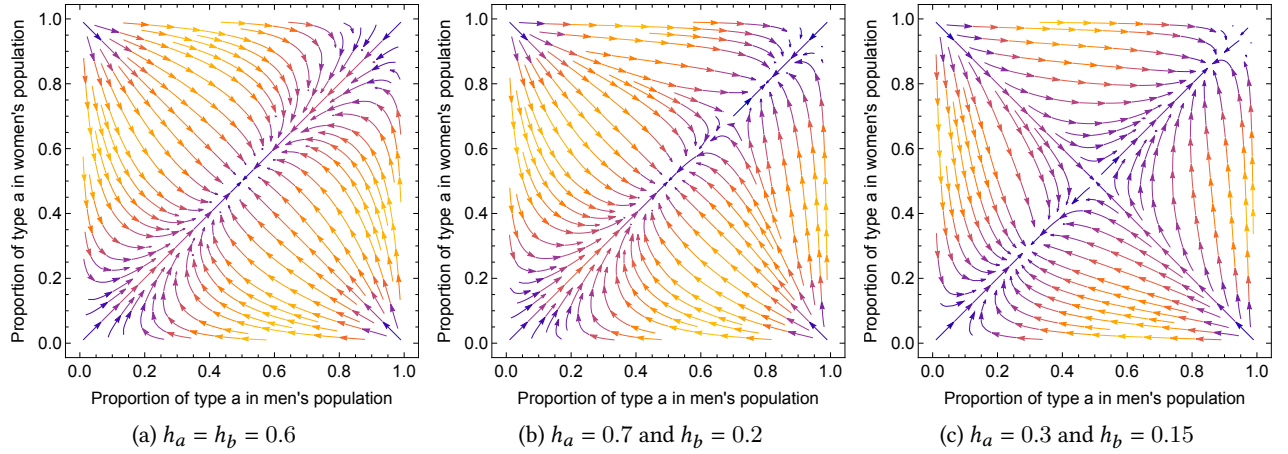 1.0
0.8
0.6
0.4
0.2
0.0
0.0 0.2 0.4 0.6 0.8 1.0
Proportion of type a in women's population
Proportion of type a in men's population
(a) hₐ = h_b = 0.6
1.0
0.8
0.6
0.4
0.2
0.0
0.0 0.2 0.4 0.6 0.8 1.0
Proportion of type a in women's population
Proportion of type a in men's population
(b) hₐ = 0.7 and h_b = 0.2
1.0
0.8
0.6
0.4
0.2
0.0
0.0 0.2 0.4 0.6 0.8 1.0
Proportion of type a in women's population
Proportion of type a in men's population
(c) hₐ = 0.3 and h_b = 0.15